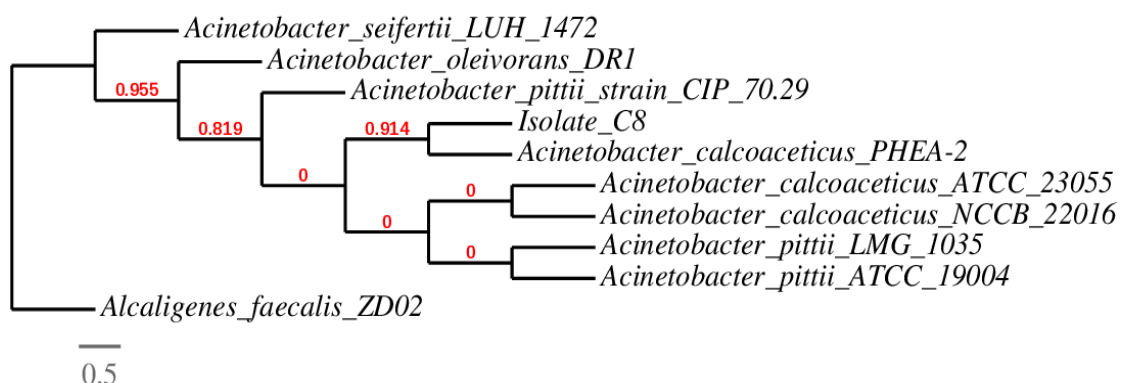 Acinetobacter_seifertii_LUH_1472
Acinetobacter_oleivorans_DR1
0.955
Acinetobacter_pittii_strain_CIP_70.29
0.819
Isolate_C8
0.914
Acinetobacter_calcoaceticus_PHEA-2
0
Acinetobacter_calcoaceticus_ATCC_23055
0
Acinetobacter_calcoaceticus_NCCB_22016
0
Acinetobacter_pittii_LMG_1035
0
Acinetobacter_pittii_ATCC_19004
Alcaligenes_faecalis_ZD02
0.5